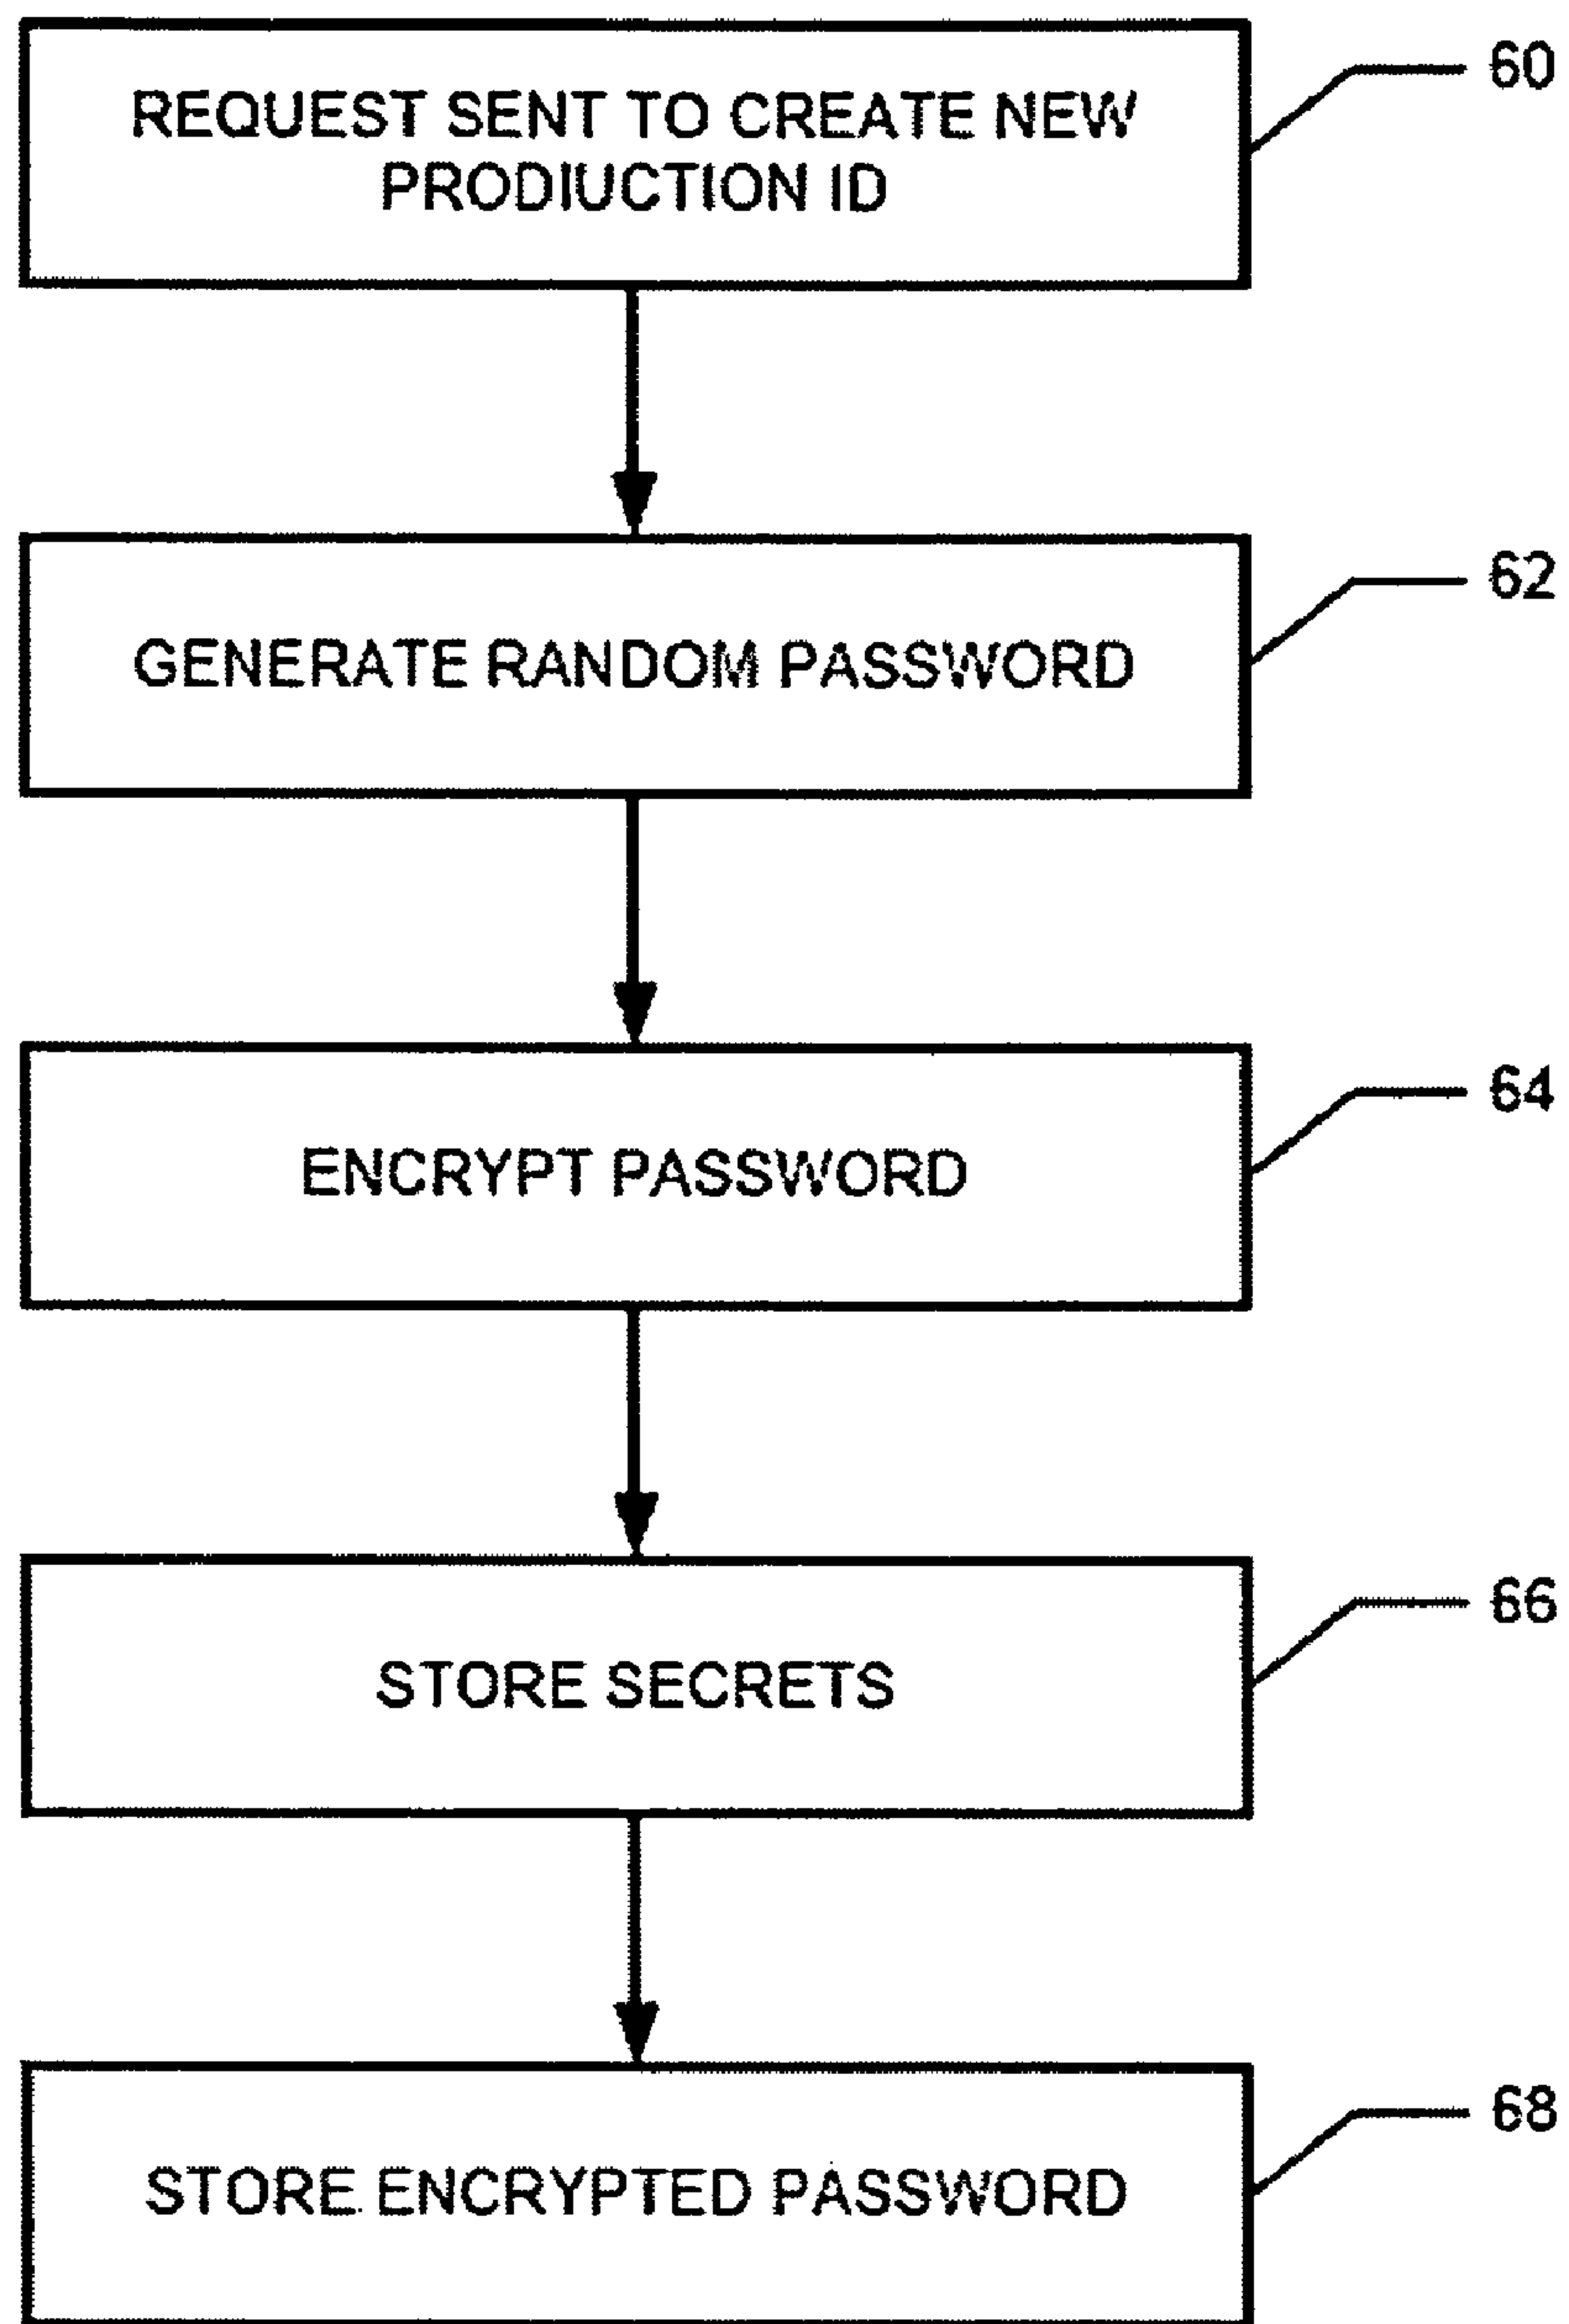 REQUEST SENT TO CREATE NEW
PRODIUCTION ID
60
GENERATE RANDOM PASSWORD
62
ENCRYPT PASSWORD
64
STORE SECRETS
66
STORE ENCRYPTED PASSWORD
68